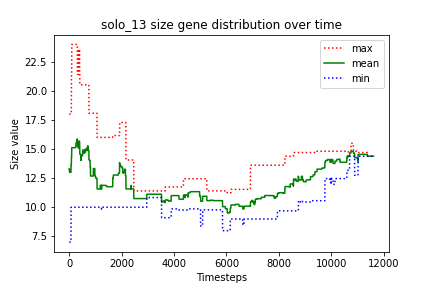 solo_13 size gene distribution over time
max
mean
min
Size value
22.5
20.0
17.5
15.0
12.5
10.0
7.5
0
2000
4000
6000
8000
10000
12000
Timesteps